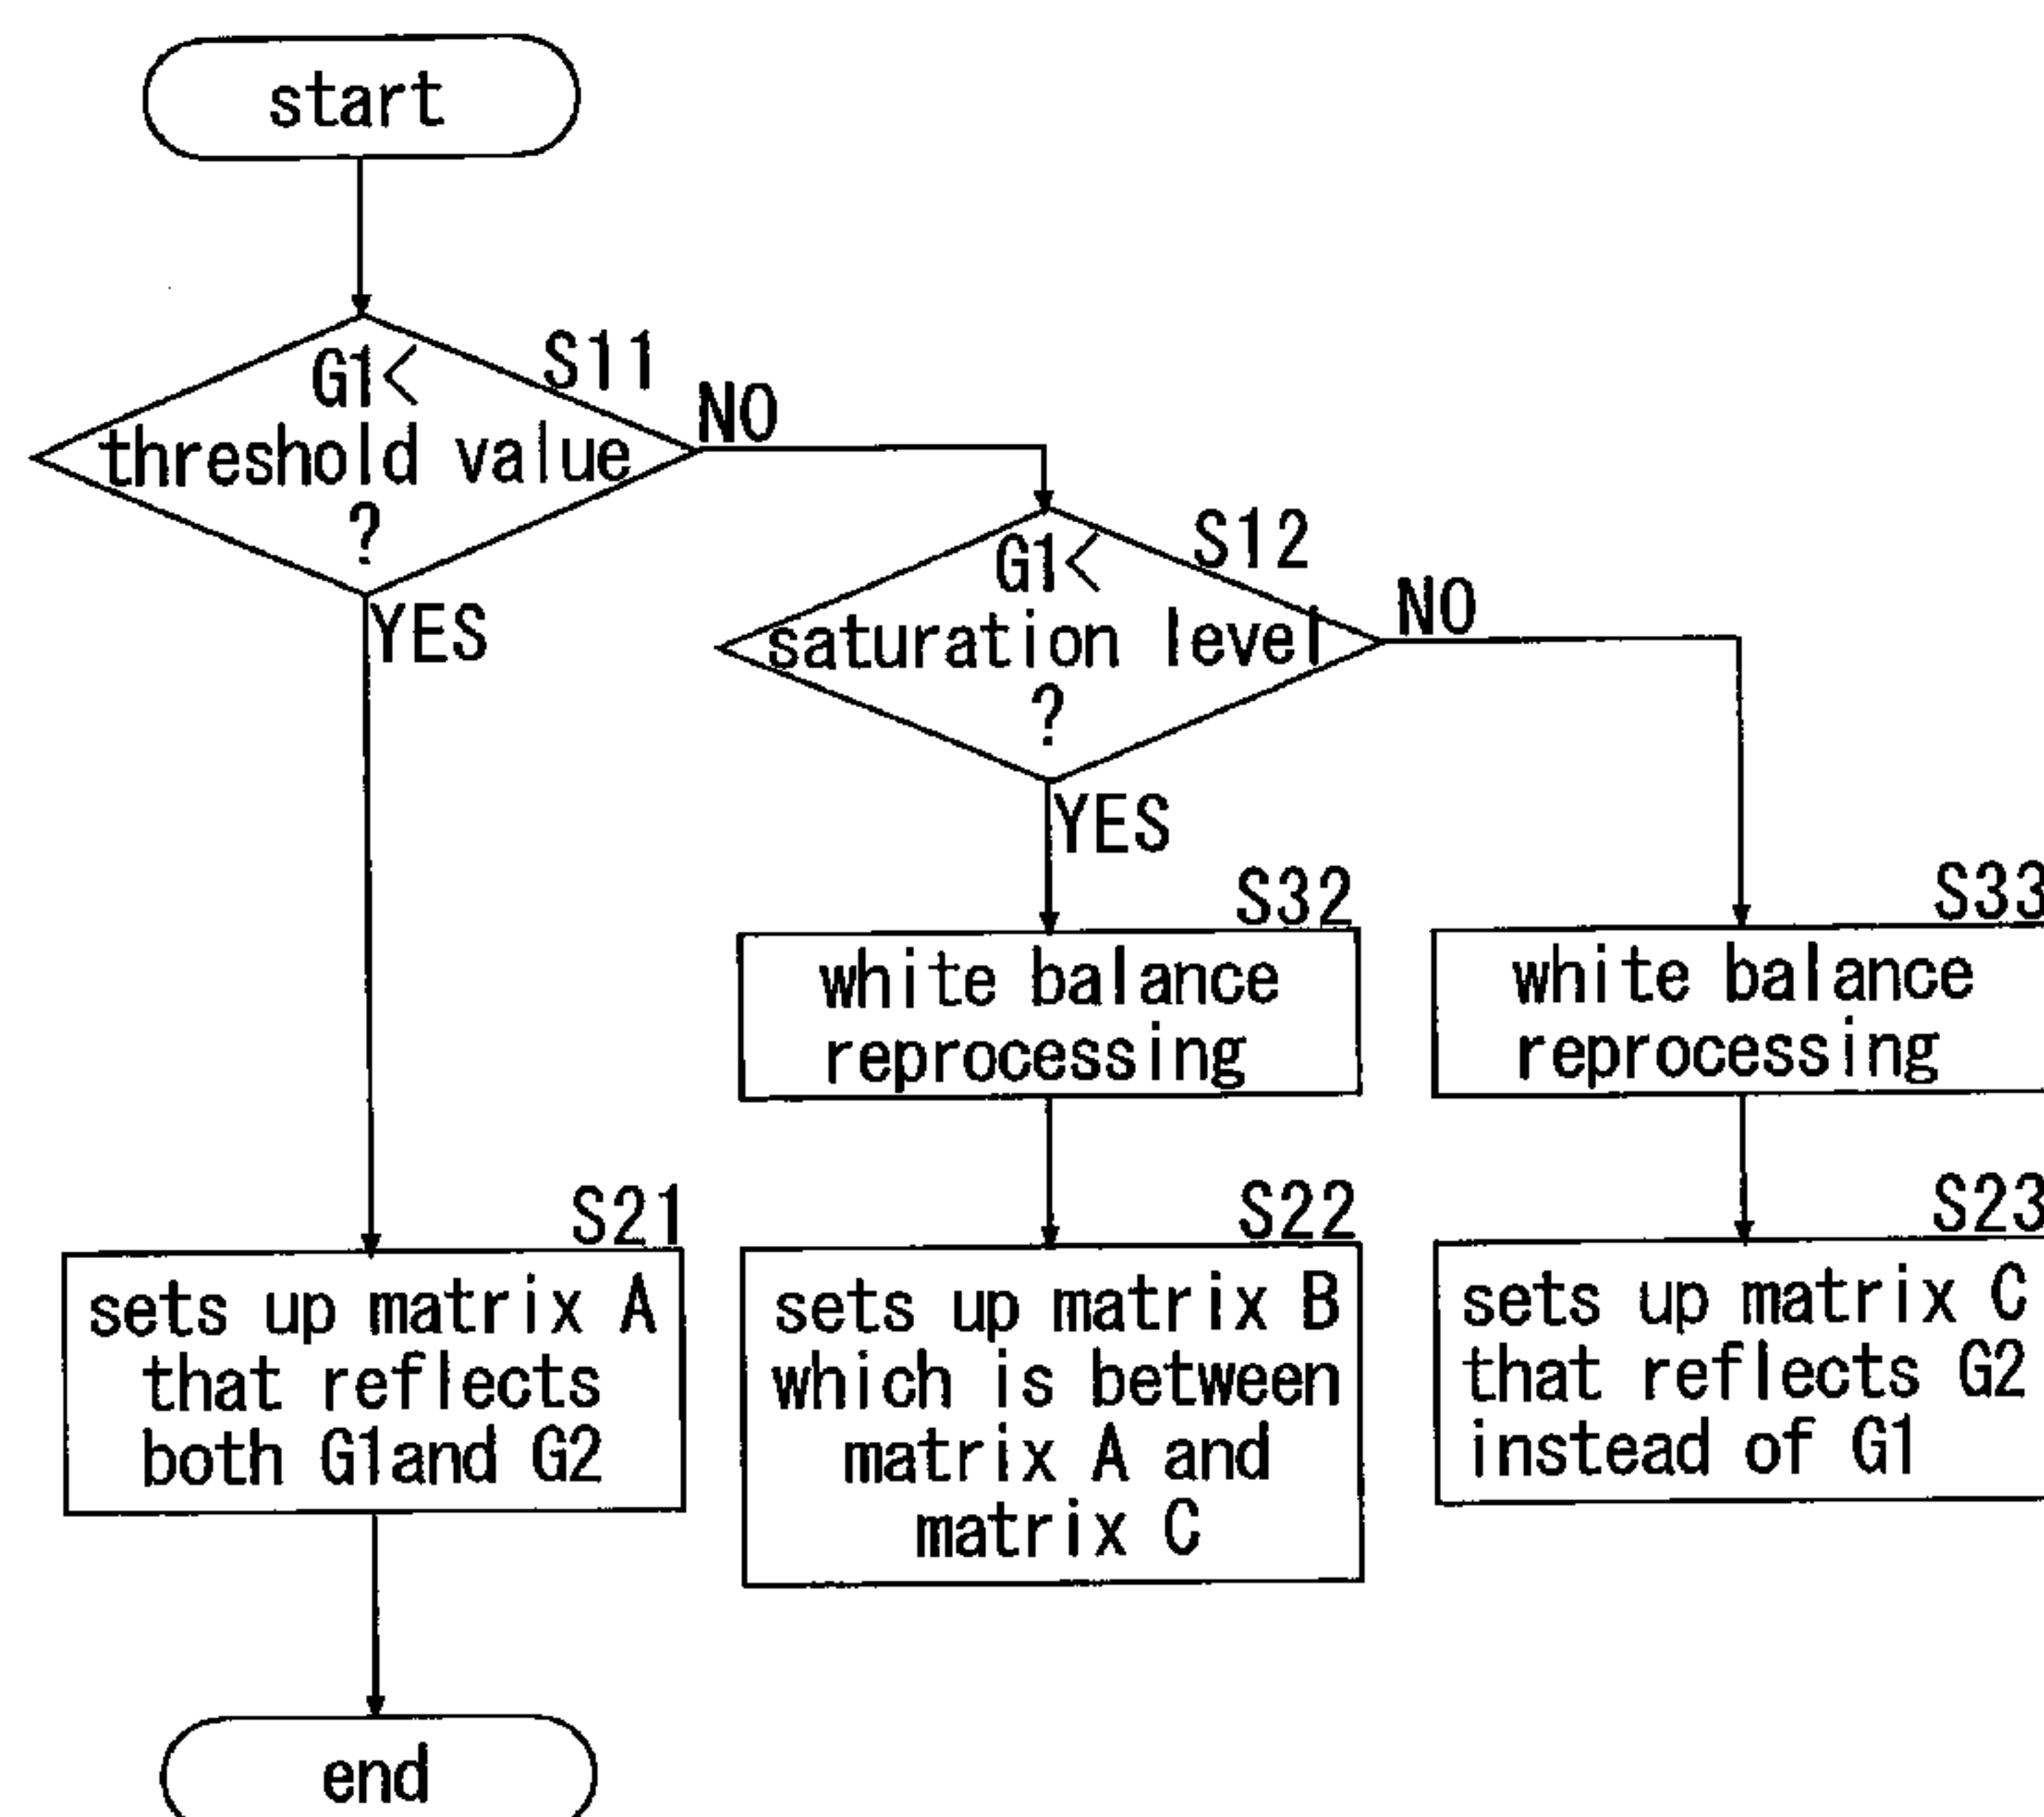 start
G1<
threshold value
?
S11
NO
YES
G1<
saturation level
?
S12
NO
YES
S32
white balance
reprocessing
S33
white balance
reprocessing
S21
sets up matrix A
that reflects
both G1and G2
S22
sets up matrix B
which is between
matrix A and
matrix C
S23
sets up matrix C
that reflects G2
instead of G1
end